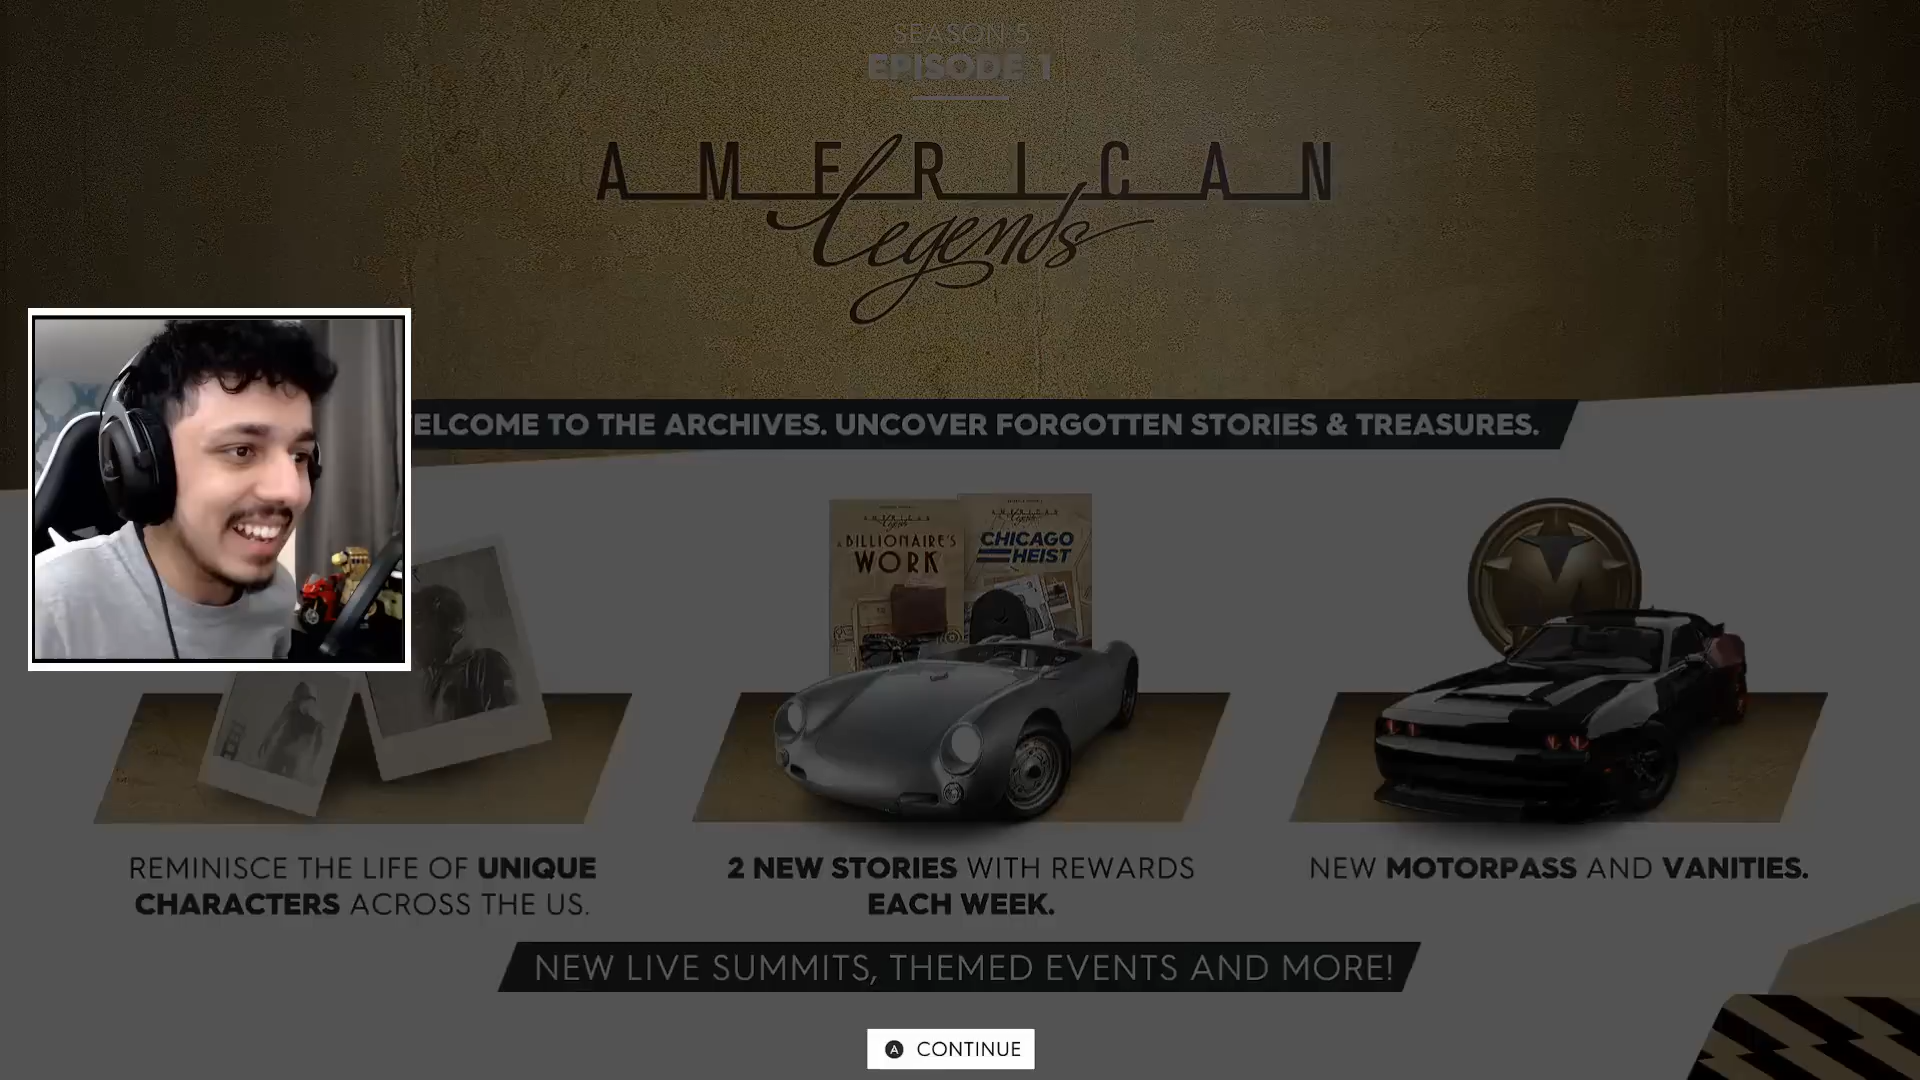 SEASON 5
EPISODE 1
AMERICAN
Legends
ELCOME TO THE ARCHIVES. UNCOVER FORGOTTEN STORIES & TREASURES.
A BILLIONAIRE'S
WORK
CHICAGO
HEIST
REMINISCE THE LIFE OF UNIQUE
CHARACTERS ACROSS THE US.
2 NEW STORIES WITH REWARDS
EACH WEEK.
NEW MOTORPASS AND VANITIES.
NEW LIVE SUMMITS, THEMED EVENTS AND MORE!
A CONTINUE